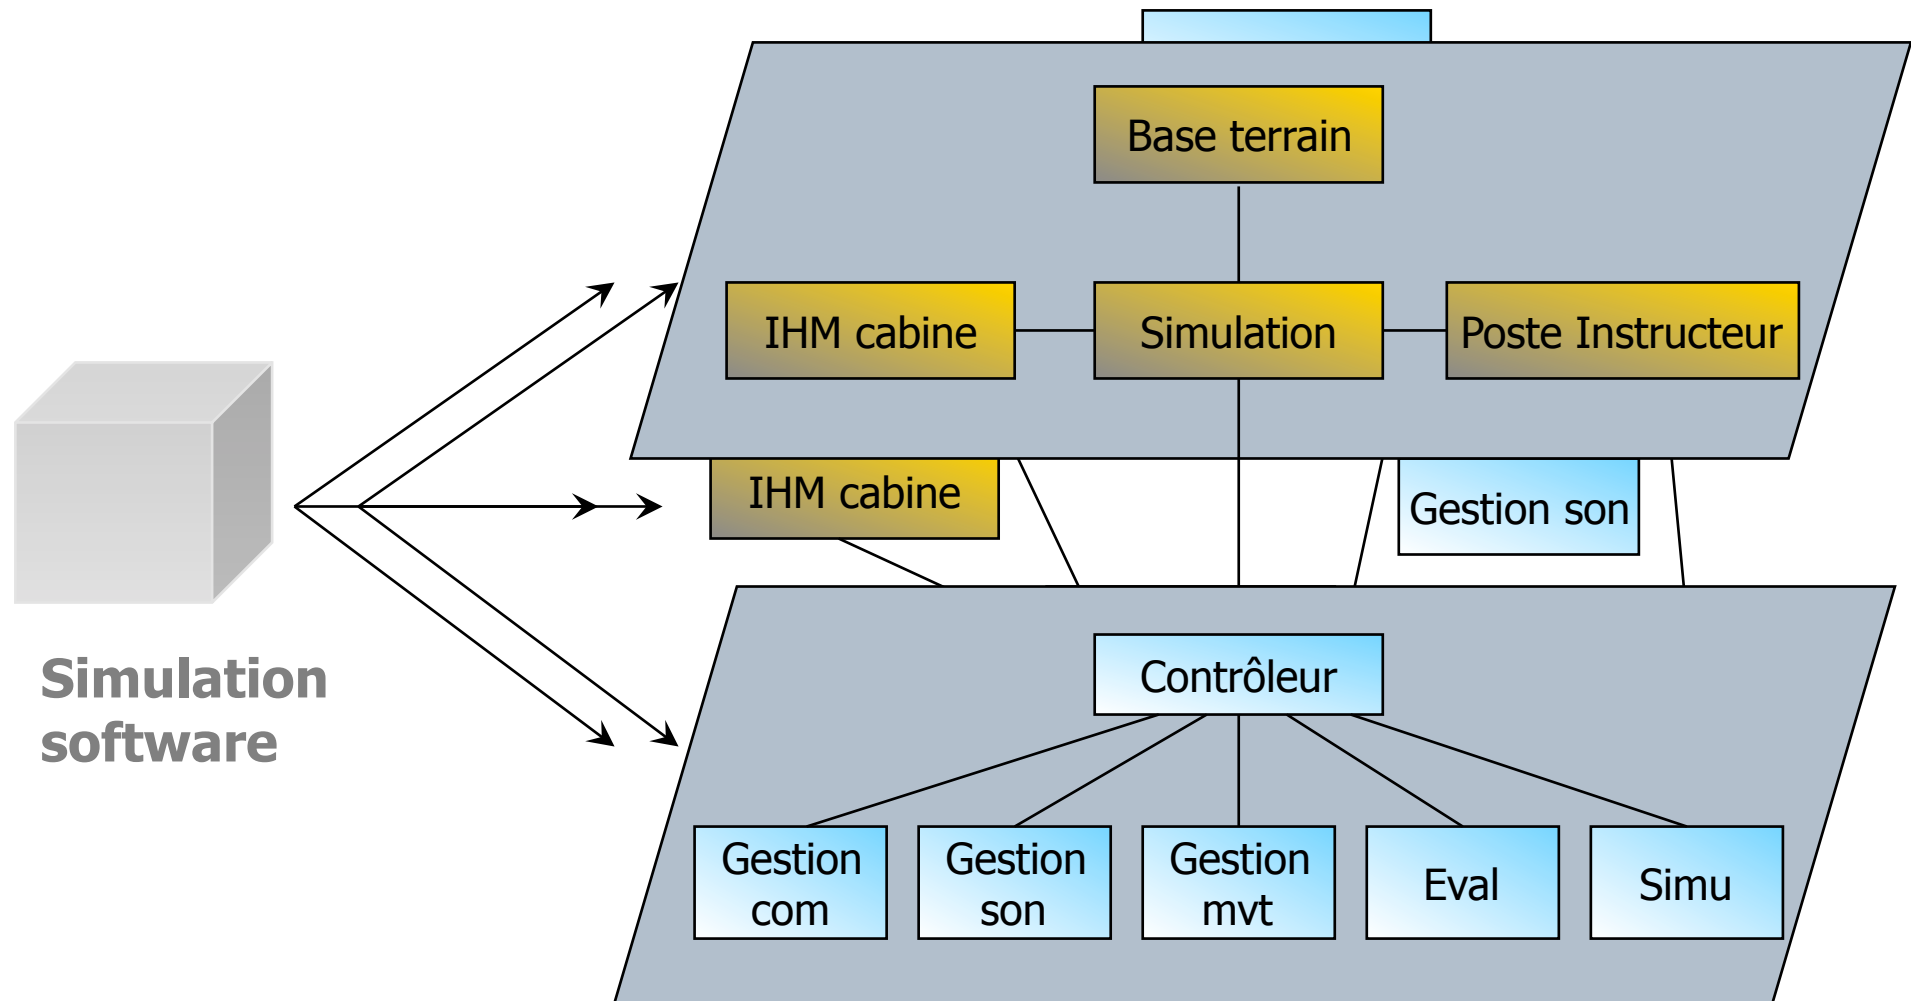 Base terrain
IHM cabine
Simulation
Poste Instructeur
IHM cabine
Gestion son
Simulation
software
Contrôleur
Gestion
com
Gestion
son
Gestion
mvt
Eval
Simu